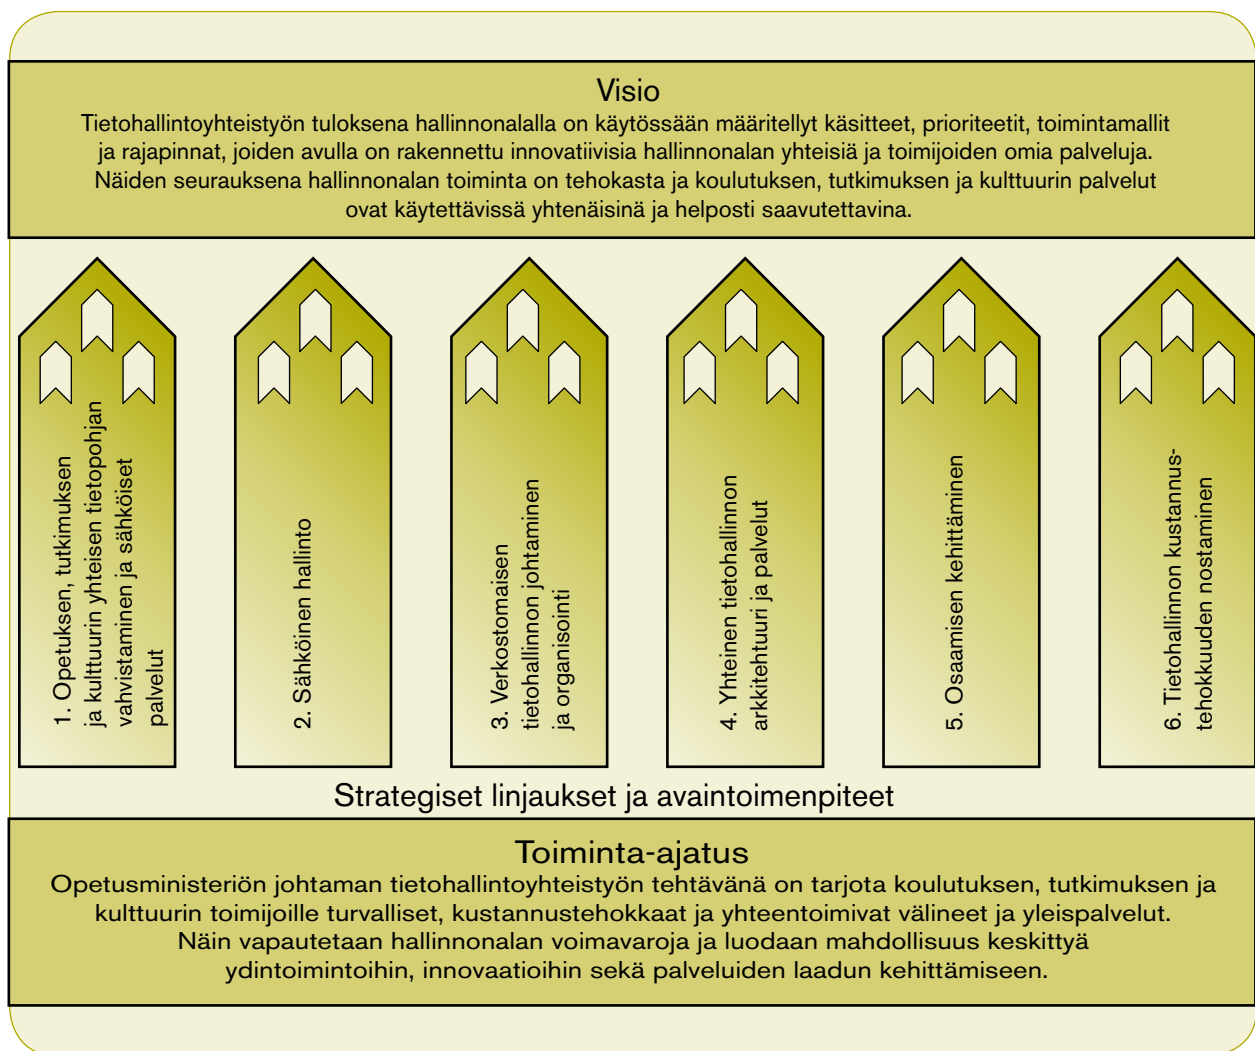 Visio
Tietohallintoyhteistyön tuloksena hallinnonalalla on käytössään määritellyt käsitteet, prioriteetit, toimintamallit
ja rajapinnat, joiden avulla on rakennettu innovatiivisia hallinnonalan yhteisiä ja toimijoiden omia palveluja.
Näiden seurauksena hallinnonalan toiminta on tehokasta ja koulutuksen, tutkimuksen ja kulttuurin palvelut
ovat käytettävissä yhtenäisinä ja helposti saavutettavina.
1. Opetuksen, tutkimuksen
ja kulttuurin yhteisen tietopohjan
vahvistaminen ja sähköiset
palvelut
2. Sähköinen hallinto
3. Verkostomaisen
tietohallinnon johtaminen
ja organisointi
4. Yhteinen tietohallinnon
arkkitehtuuri ja palvelut
5. Osaamisen kehittäminen
6. Tietohallinnon kustannus-
tehokkuuden nostaminen
Strategiset linjaukset ja avaintoimenpiteet
Toiminta-ajatus
Opetusministeriön johtaman tietohallintoyhteistyön tehtävänä on tarjota koulutuksen, tutkimuksen ja
kulttuurin toimijoille turvalliset, kustannustehokkaat ja yhteentoimivat välineet ja yleispalvelut.
Näin vapautetaan hallinnonalan voimavaroja ja luodaan mahdollisuus keskittyä
ydintoimintoihin, innovaatioihin sekä palveluiden laadun kehittämiseen.